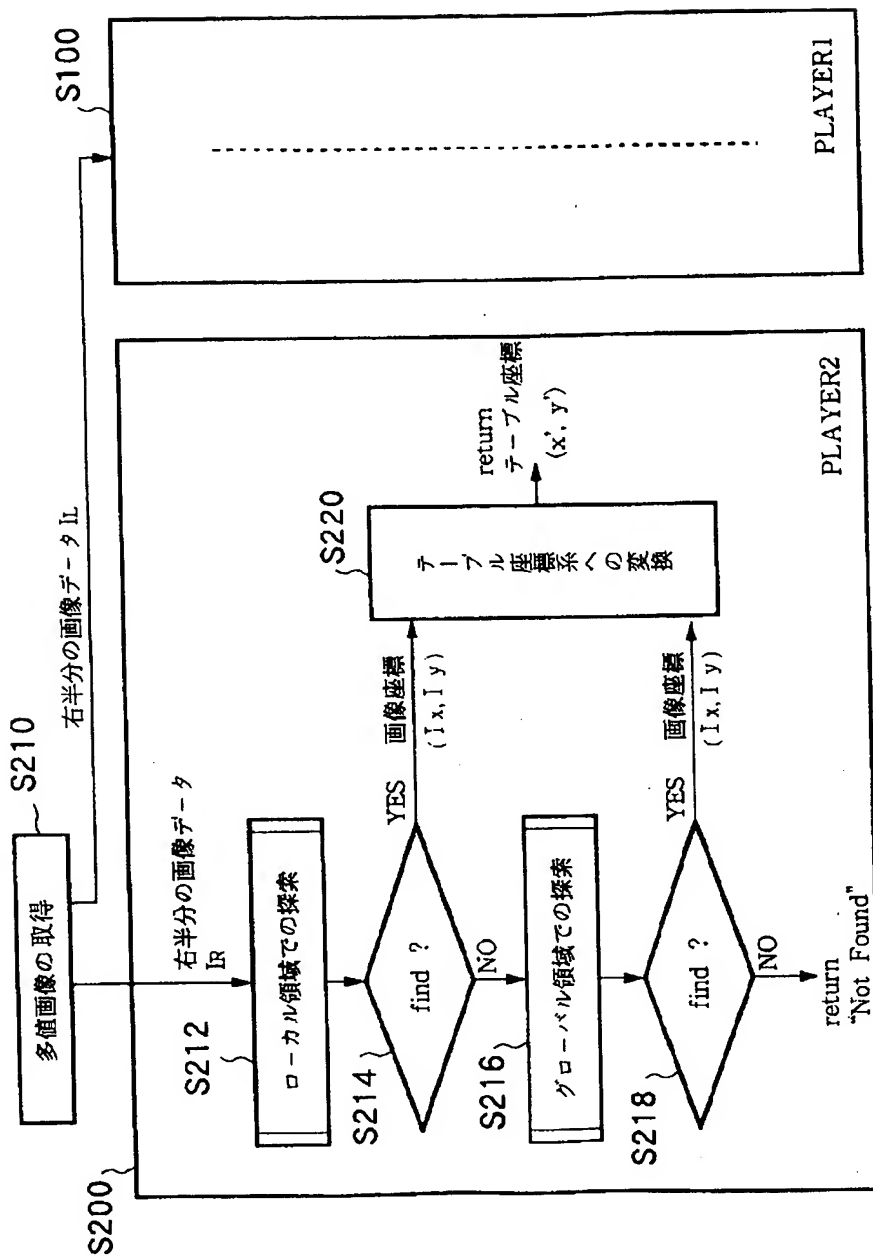 S210
多値画像の取得
右半分の画像データIL
S100
PLAYER1
S200
右半分の画像データ
IR
S212
ローカル領域での探索
S214
find ?
YES
画像座標
(Ix, Iy)
NO
S216
グローバル領域での探索
S218
find ?
YES
画像座標
(Ix, Iy)
NO
return
“Not Found”
S220
テーブル座標系への変換
return
テーブル座標
(x', y')
PLAYER2